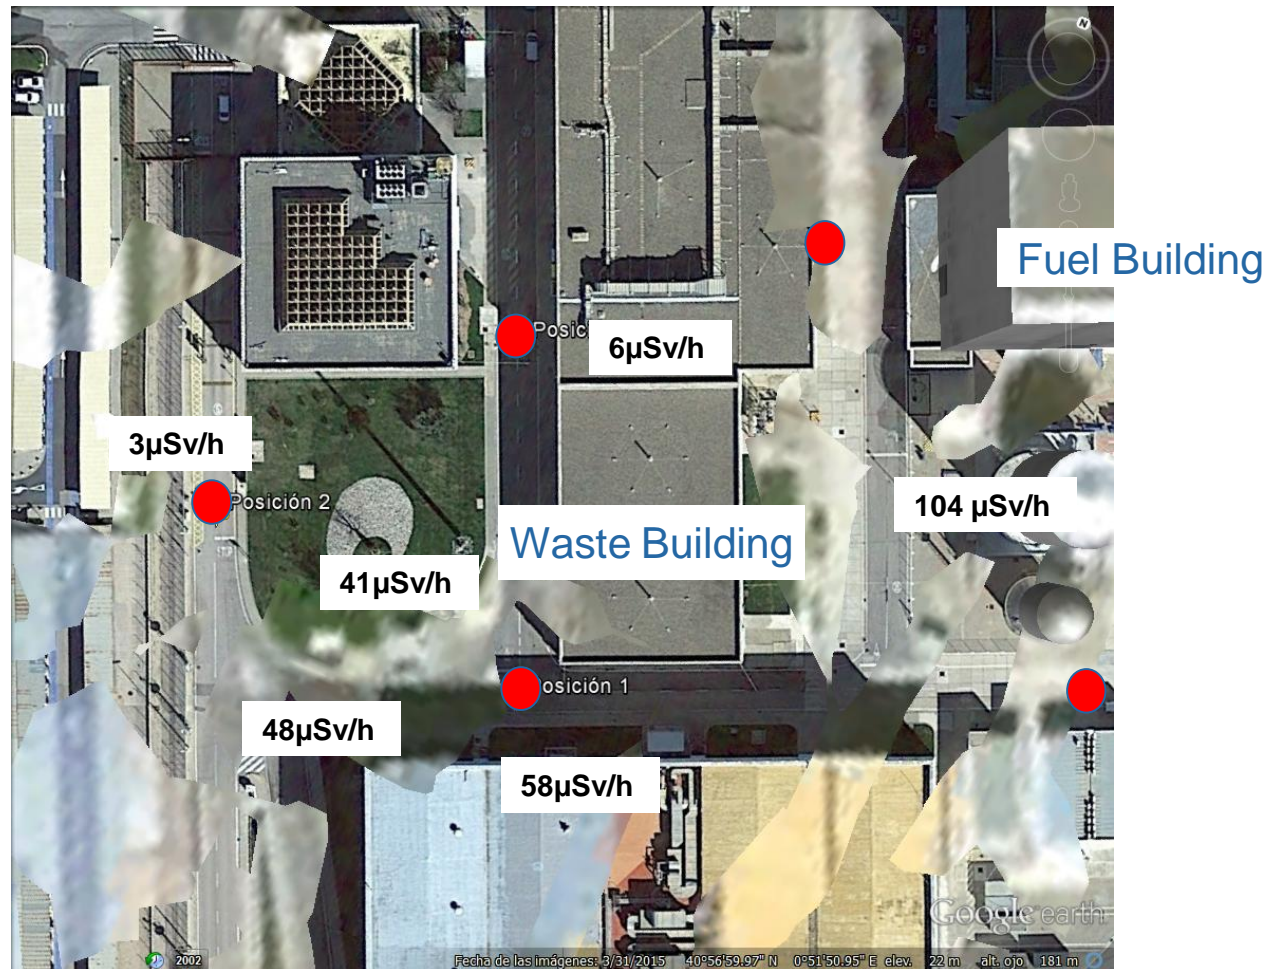 N
Fuel Building
Posic
6µSv/h
3µSv/h
Posición 2
104 µSv/h
Waste Building
41µSv/h
osición 1
48µSv/h
58µSv/h
Google earth
2002
Fecha de las imágenes: 3/31/2015 40°56'59.97" N 0°51'50.95" E elev. 22 m alt. ojo 181 m